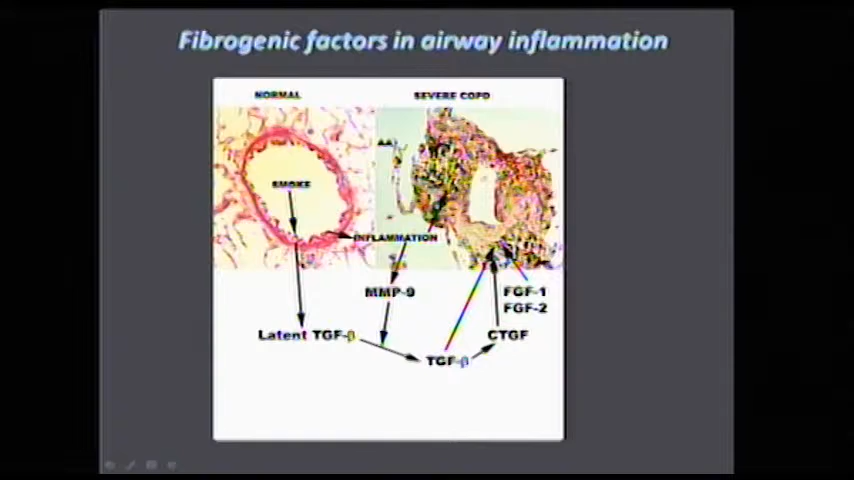 Fibrogenic factors in airway inflammation
NORMAL
SEVERE COPD
AA
SMOKE
INFLAMMATION
MMP-9
FGF-1
FGF-2
Latent TGF-β
CTGF
TGF-β